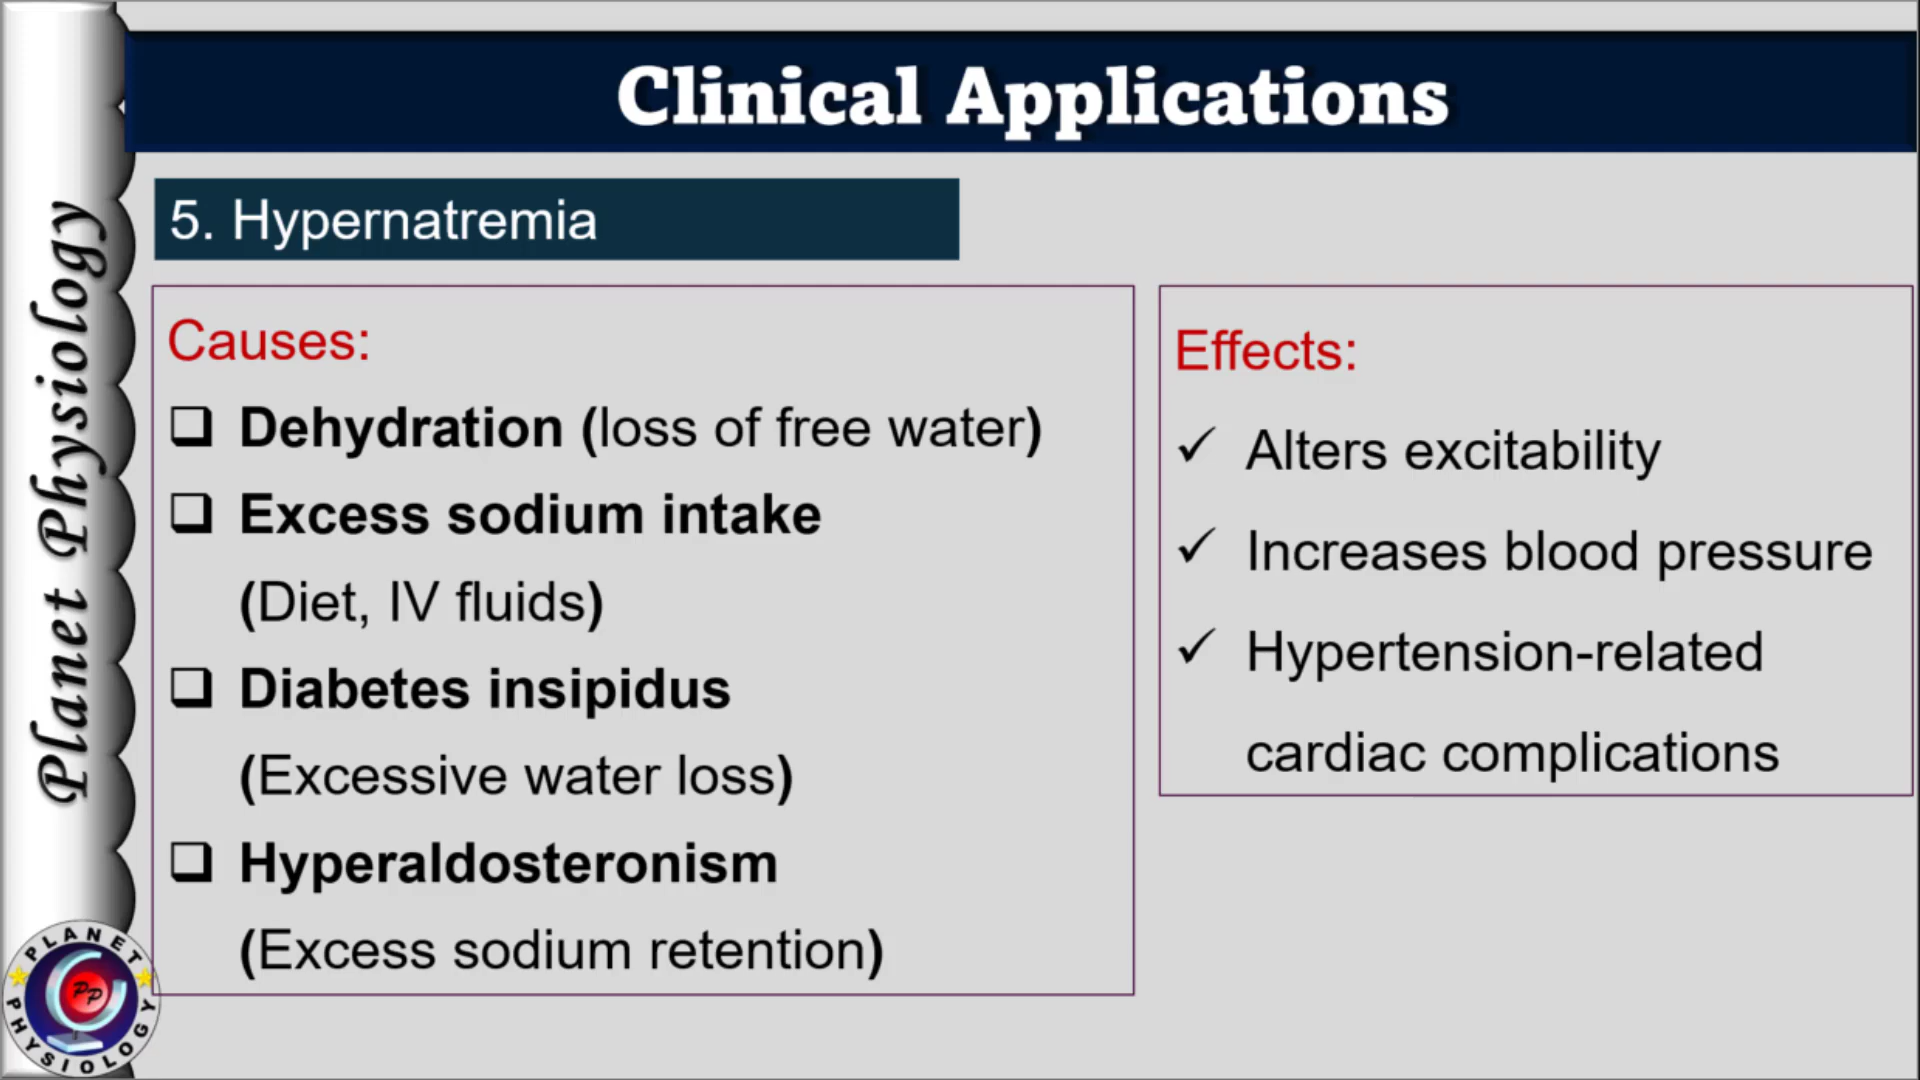 Clinical Applications
5. Hypernatremia
Causes:
Dehydration (loss of free water)
Excess sodium intake
(Diet, IV fluids)
Diabetes insipidus
(Excessive water loss)
Hyperaldosteronism
(Excess sodium retention)
Effects:
Alters excitability
Increases blood pressure
Hypertension-related
cardiac complications
Planet Physiology
PLANET
PP
PHYSIOLOGY